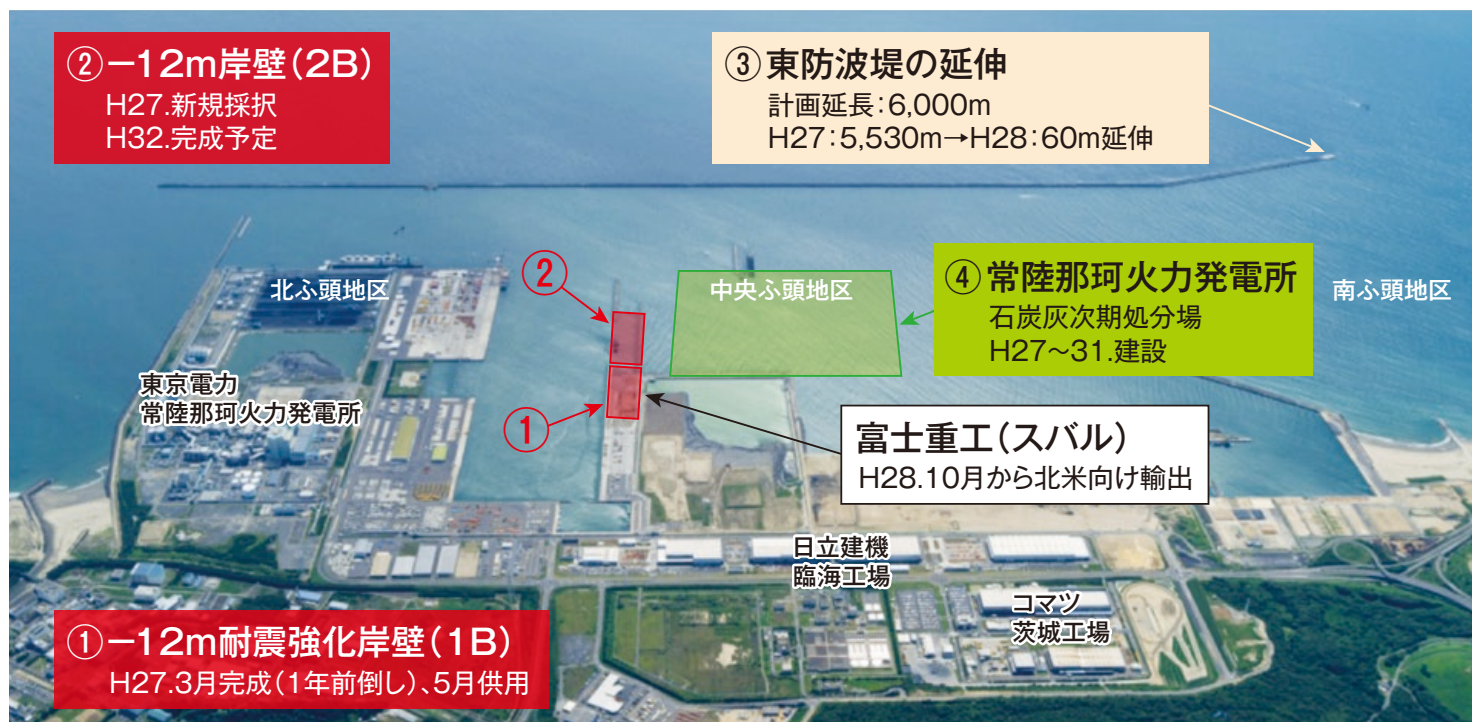 ②−12m岸壁（2B）
H27.新規採択
H32.完成予定
③東防波堤の延伸
計画延長：6,000m
H27：5,530m→H28：60m延伸
②
北ふ頭地区
中央ふ頭地区
④常陸那珂火力発電所
石炭灰次期処分場
H27〜31.建設
南ふ頭地区
東京電力
常陸那珂火力発電所
①
富士重工（スバル）
H28.10月から北米向け輸出
日立建機
臨海工場
コマツ
茨城工場
①−12m耐震強化岸壁（1B）
H27.3月完成（1年前倒し）、5月供用